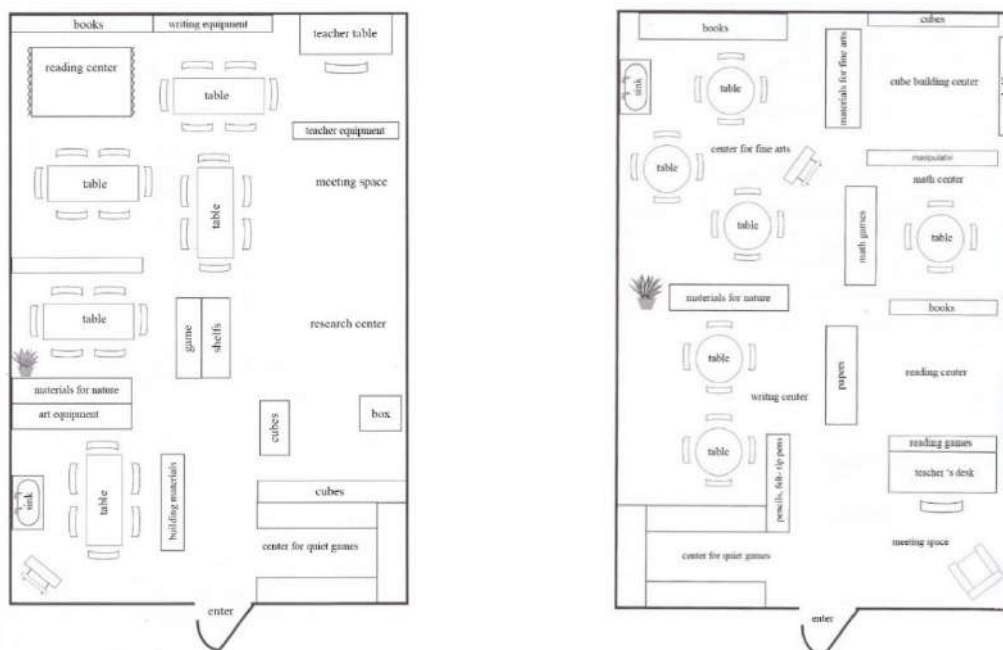 books
writing equipment
teacher table
reading center
table
teacher equipment
table
table
meeting space
table
game
shelfs
research center
materials for nature
art equipment
cubes
box
sink
table
building materials
cubes
center for quiet games
enter
books
cubes
sink
table
materials for fine arts
cube building center
center for fine arts
table
math center
table
math games
table
materials for nature
books
table
papers
reading center
writng center
table
reading games
teacher 's desk
pencils, felt- tip pens
meeting space
center for quiet games
enter